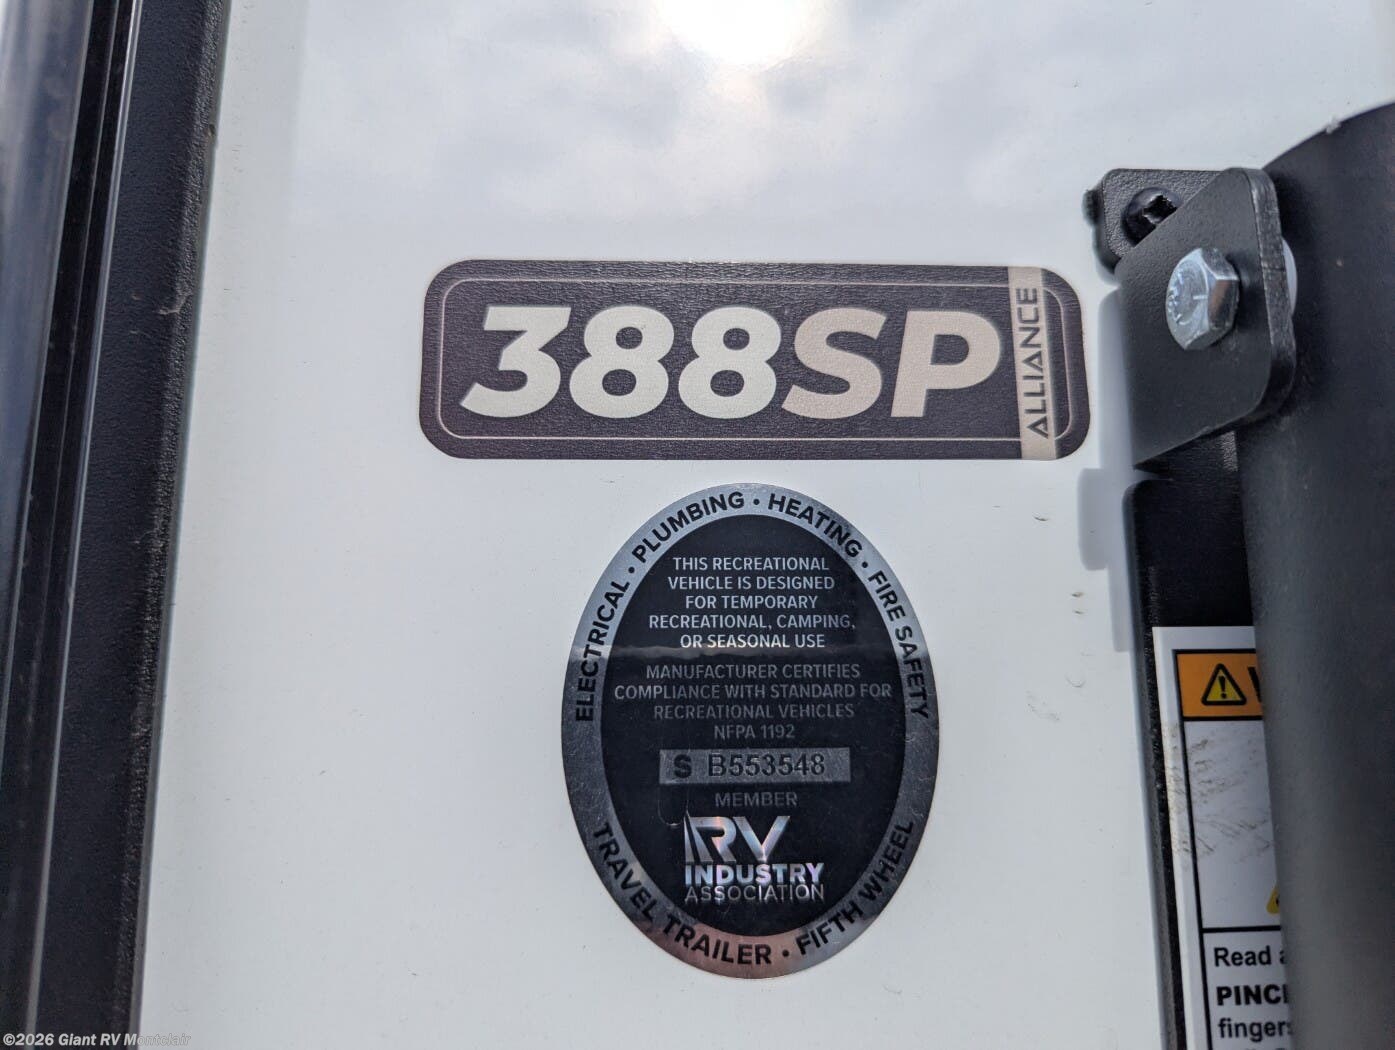 388SP
ALLIANCE
ELECTRICAL • PLUMBING • HEATING • FIRE SAFETY
THIS RECREATIONAL
VEHICLE IS DESIGNED
FOR TEMPORARY
RECREATIONAL, CAMPING,
OR SEASONAL USE
MANUFACTURER CERTIFIES
COMPLIANCE WITH STANDARD FOR
RECREATIONAL VEHICLES
NFPA 1192
S B553548
MEMBER
RV
INDUSTRY
ASSOCIATION
TRAVEL TRAILER • FIFTH WHEEL
Read
fingers
©2026 Giant RV Montclair